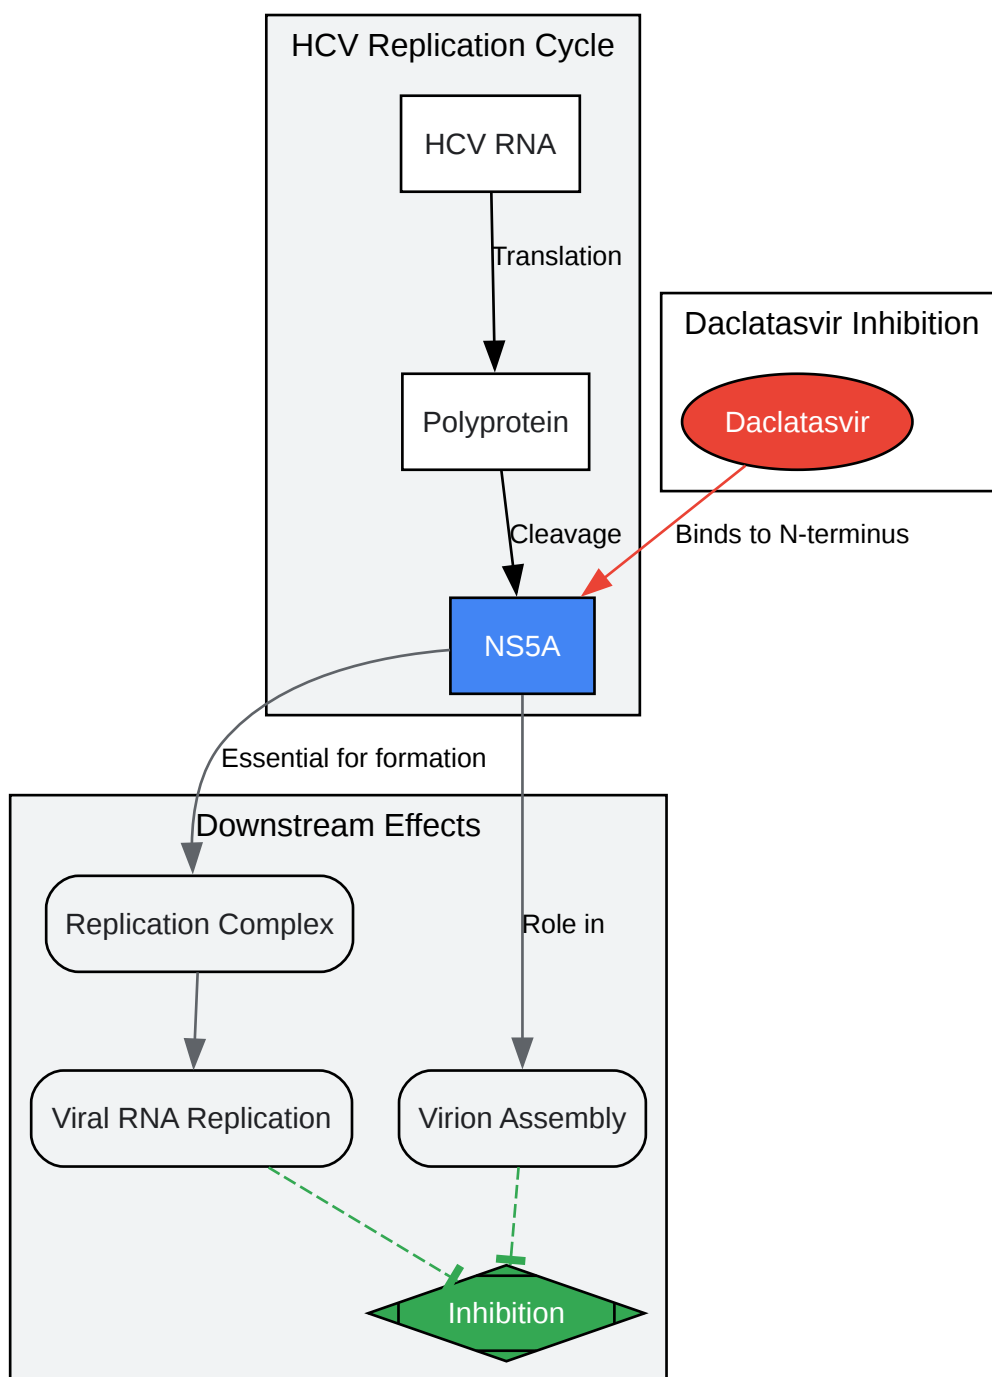 HCV Replication Cycle
HCV RNA
Translation
Daclatasvir Inhibition
Polyprotein
Daclatasvir
Cleavage
Binds to N-terminus
NS5A
Essential for formation
Downstream Effects
Replication Complex
Role in
Viral RNA Replication
Virion Assembly
Inhibition